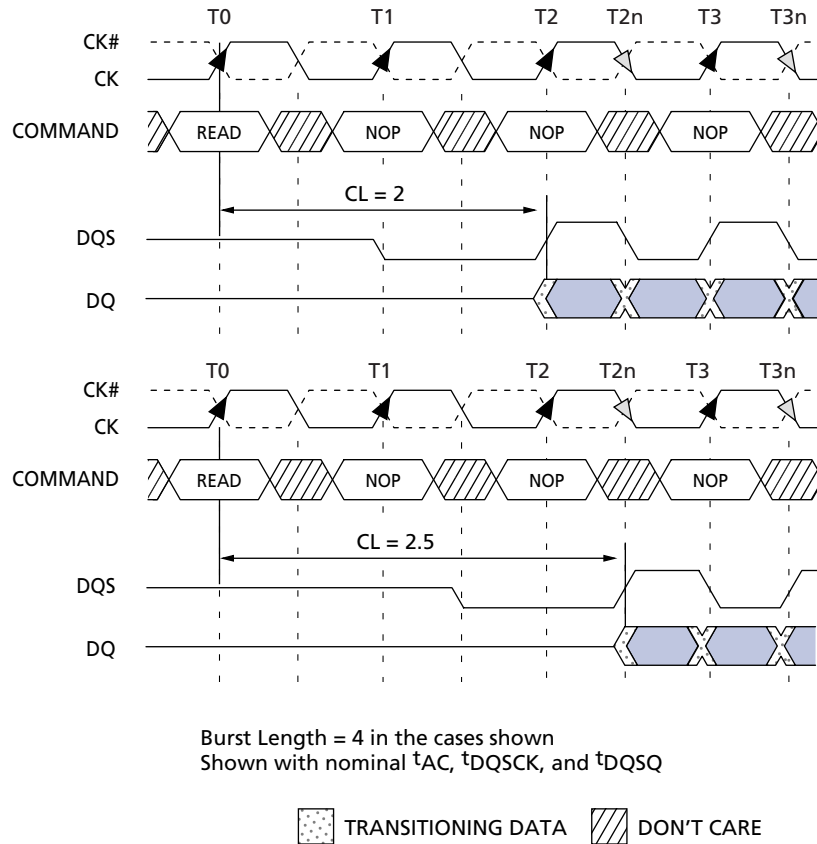 T0 T1 T2 T2n T3 T3n
CK#
CK
COMMAND READ NOP NOP NOP
CL = 2
DQS
DQ
T0 T1 T2 T2n T3 T3n
CK#
CK
COMMAND READ NOP NOP NOP
CL = 2.5
DQS
DQ
Burst Length = 4 in the cases shown
Shown with nominal tAC, tDQSCK, and tDQSQ
TRANSITIONING DATA DON'T CARE